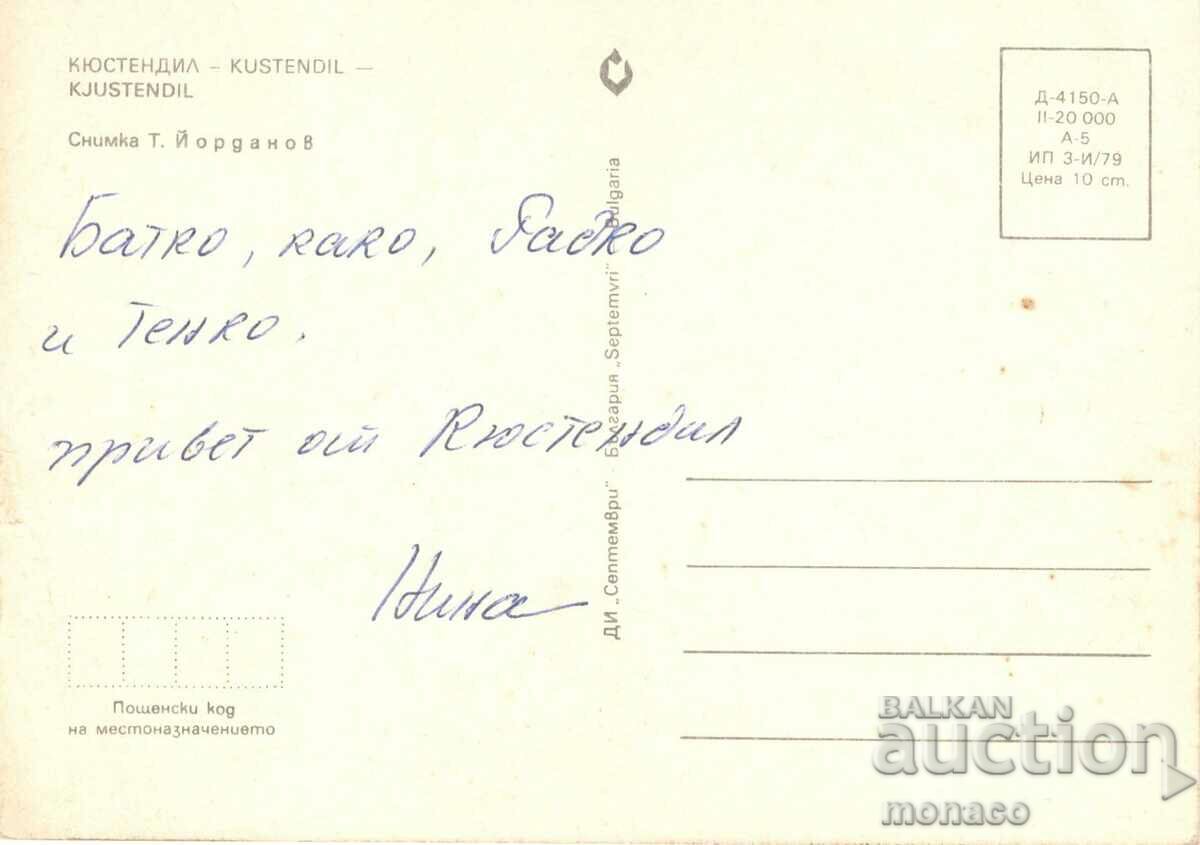 КЮСТЕНДИЛ – KUSTENDIL –
KJUSTENDIL
Снимка Т. Йорданов
Батко, како, Радко
и Генко.
привет от Кюстендил
Нина
Пощенски код
на местоназначението
ДИ „Септември" · България „Septemvri" Bulgaria
Д-4150-А
II-20 000
А-5
ИП 3-И/79
Цена 10 ст.
BALKAN
auction
monaco